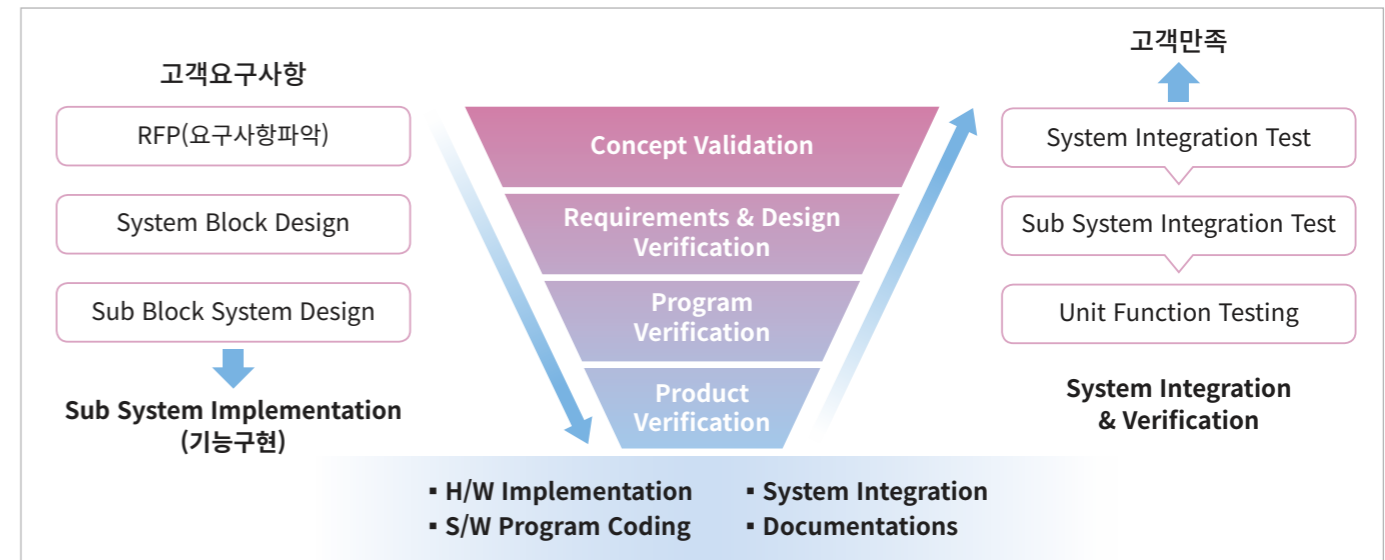 고객요구사항
RFP(요구사항파악)
System Block Design
Sub Block System Design
Sub System Implementation
(기능구현)
Concept Validation
Requirements & Design
Verification
Program
Verification
Product
Verification
고객만족
System Integration Test
Sub System Integration Test
Unit Function Testing
System Integration
& Verification
▪ H/W Implementation
▪ S/W Program Coding
▪ System Integration
▪ Documentations